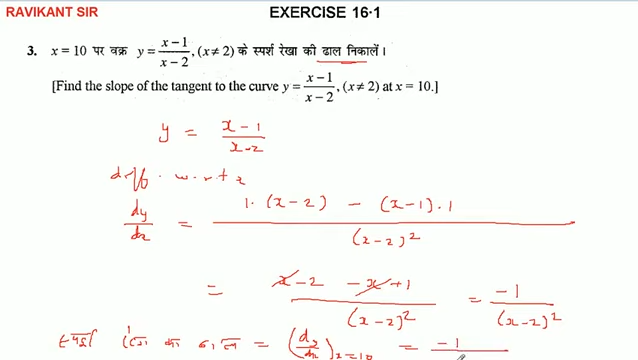 RAVIKANT SIR
EXERCISE 16·1
3. x = 10 पर वक्र y = (x−1)/(x−2), (x ≠ 2) के स्पर्श रेखा की ढाल निकालें।
[Find the slope of the tangent to the curve y = (x−1)/(x−2), (x ≠ 2) at x = 10.]
y = (x−1)/(x−2)
diff. w.r.t x
dy/dx = (1·(x−2) − (x−1)·1)/(x−2)²
= (x−2−x+1)/(x−2)² = −1/(x−2)²
स्पर्श रेखा का ढाल = (dy/dx)x=10 = −1